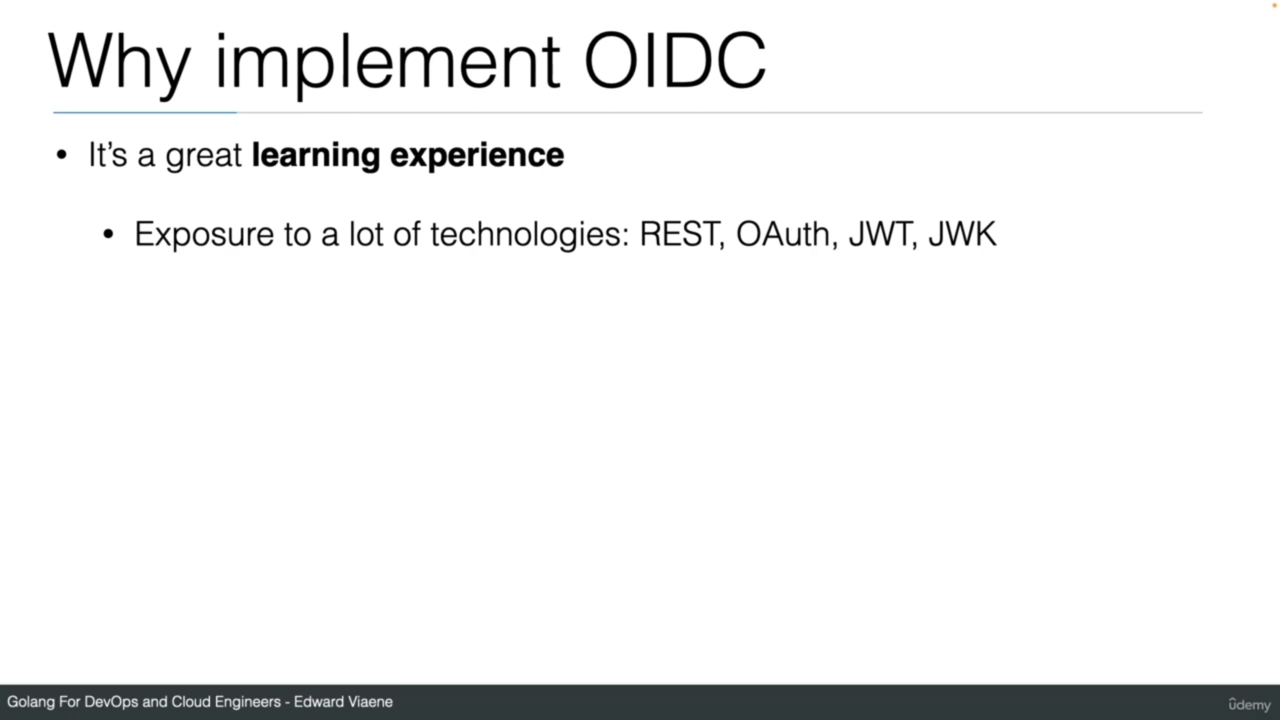 Why implement OIDC
• It's a great learning experience
• Exposure to a lot of technologies: REST, OAuth, JWT, JWK
Golang For DevOps and Cloud Engineers - Edward Viaene
ûdemy